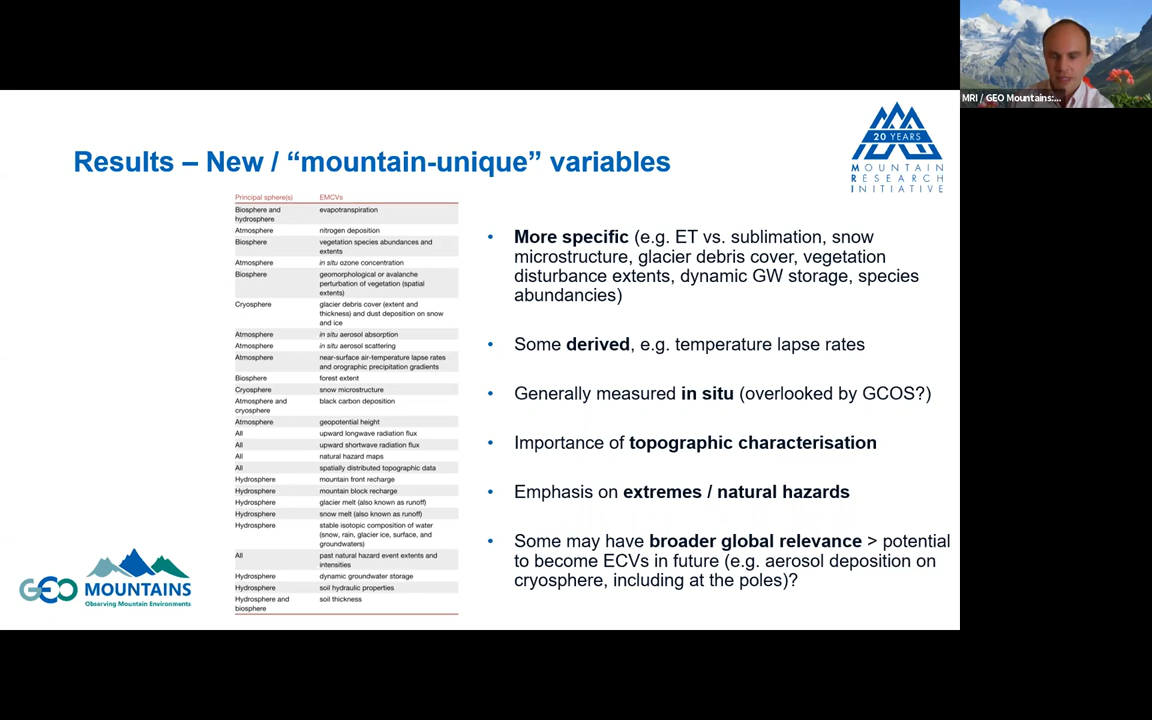 MRI / GEO Mountains:...
20 YEARS
MOUNTAIN
RESEARCH
INITIATIVE
Results – New / “mountain-unique” variables
Principal sphere(s) EMCVs
Biosphere and evapotranspiration
hydrosphere
Atmosphere nitrogen deposition
Biosphere vegetation species abundances and
extents
Atmosphere in situ ozone concentration
Biosphere geomorphological or avalanche
perturbation of vegetation (spatial
extents)
Cryosphere glacier debris cover (extent and
thickness) and dust deposition on snow
and ice
Atmosphere in situ aerosol absorption
Atmosphere in situ aerosol scattering
Atmosphere near-surface air-temperature lapse rates
and orographic precipitation gradients
Biosphere forest extent
Cryosphere snow microstructure
Atmosphere and black carbon deposition
cryosphere
Atmosphere geopotential height
All upward longwave radiation flux
All upward shortwave radiation flux
All natural hazard maps
All spatially distributed topographic data
Hydrosphere mountain front recharge
Hydrosphere mountain block recharge
Hydrosphere glacier melt (also known as runoff)
Hydrosphere snow melt (also known as runoff)
Hydrosphere stable isotopic composition of water
(snow, rain, glacier ice, surface, and
groundwaters)
All past natural hazard event extents and
intensities
Hydrosphere dynamic groundwater storage
Hydrosphere soil hydraulic properties
Hydrosphere and soil thickness
biosphere
• More specific (e.g. ET vs. sublimation, snow
microstructure, glacier debris cover, vegetation
disturbance extents, dynamic GW storage, species
abundancies)
• Some derived, e.g. temperature lapse rates
• Generally measured in situ (overlooked by GCOS?)
• Importance of topographic characterisation
• Emphasis on extremes / natural hazards
• Some may have broader global relevance > potential
to become ECVs in future (e.g. aerosol deposition on
cryosphere, including at the poles)?
GEO MOUNTAINS
Observing Mountain Environments